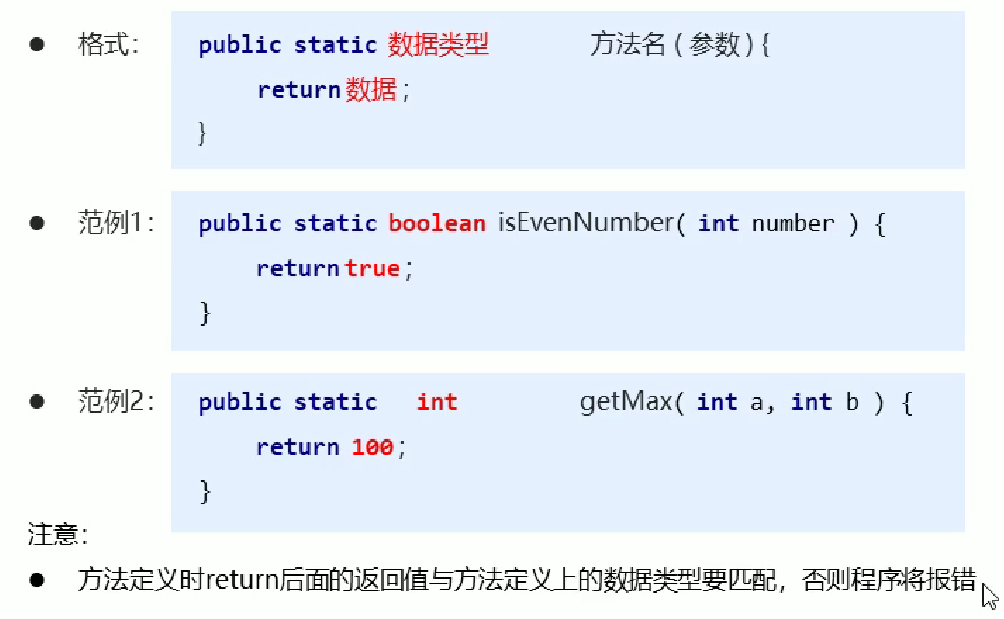 ● 格式： public static 数据类型 方法名 ( 参数 ) {
return 数据 ;
}
● 范例1： public static boolean isEvenNumber( int number ) {
return true ;
}
● 范例2： public static int getMax( int a, int b ) {
return 100 ;
}
注意：
● 方法定义时return后面的返回值与方法定义上的数据类型要匹配，否则程序将报错